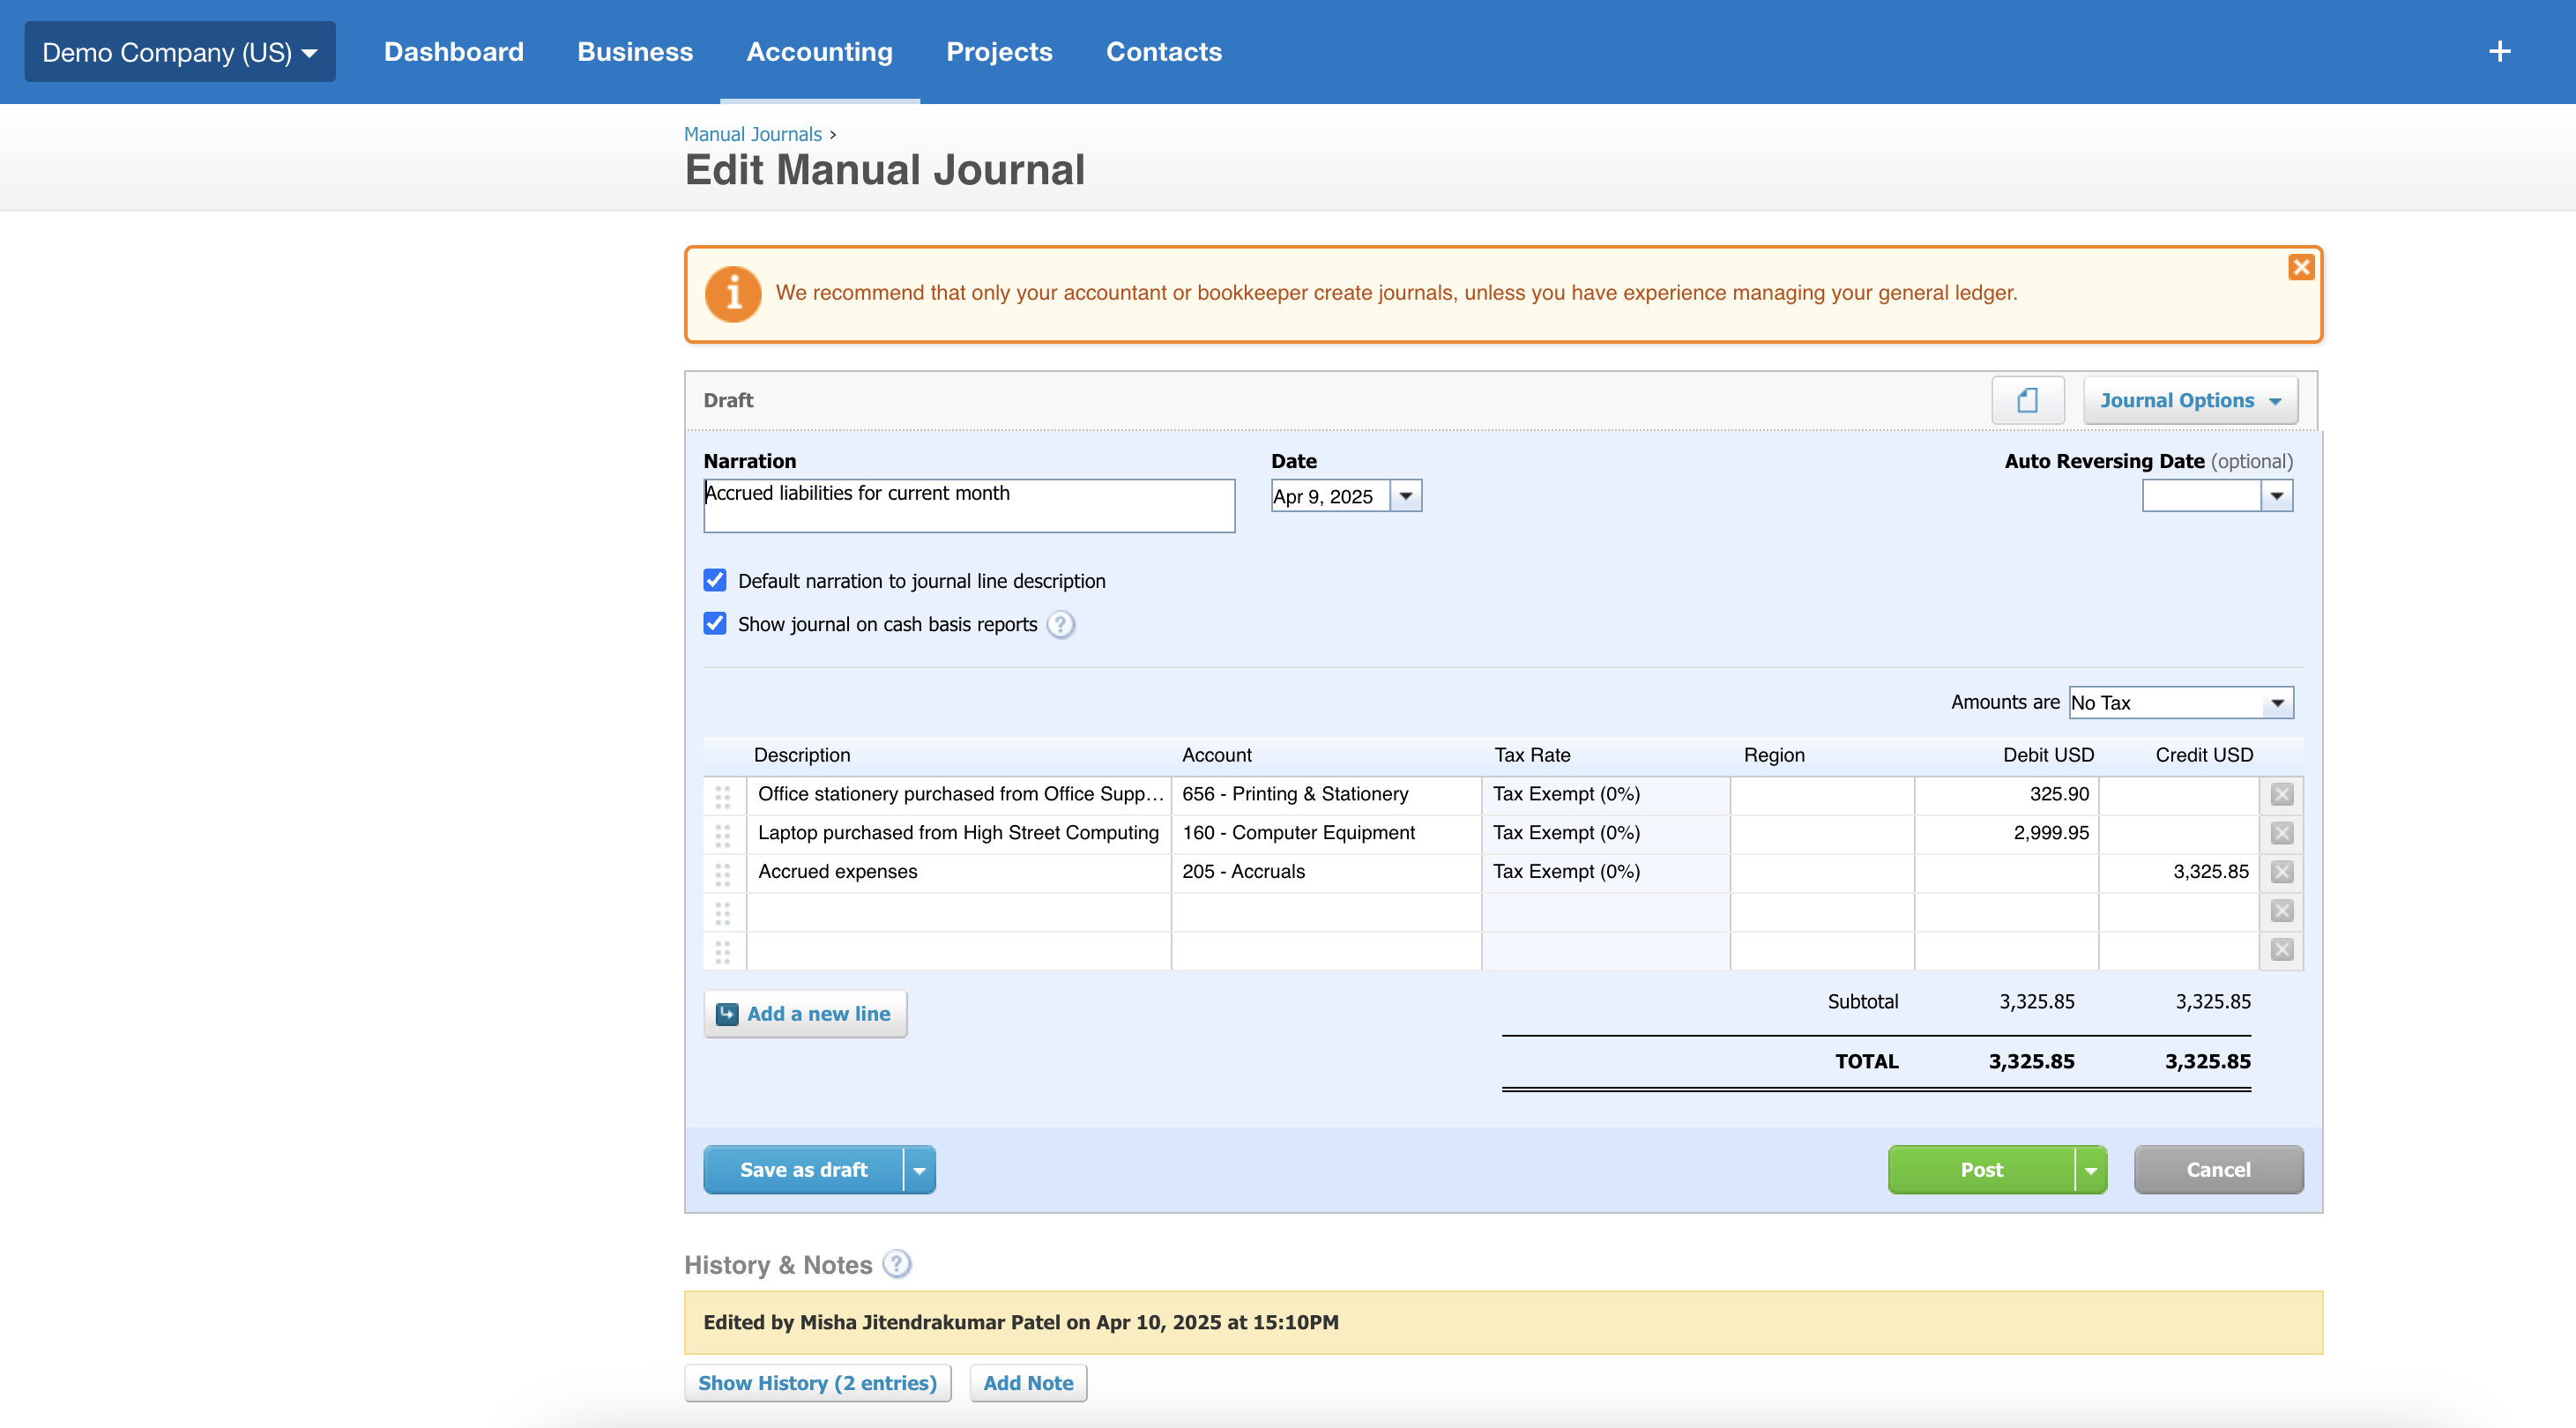 Demo Company (US) Dashboard Business Accounting Projects Contacts +
Manual Journals ›
Edit Manual Journal
We recommend that only your accountant or bookkeeper create journals, unless you have experience managing your general ledger.
Draft Journal Options
Narration Date Auto Reversing Date (optional)
Accrued liabilities for current month Apr 9, 2025
Default narration to journal line description
Show journal on cash basis reports ?
Amounts are No Tax
Description Account Tax Rate Region Debit USD Credit USD
Office stationery purchased from Office Supp... 656 - Printing & Stationery Tax Exempt (0%) 325.90
Laptop purchased from High Street Computing 160 - Computer Equipment Tax Exempt (0%) 2,999.95
Accrued expenses 205 - Accruals Tax Exempt (0%) 3,325.85
Add a new line Subtotal 3,325.85 3,325.85
TOTAL 3,325.85 3,325.85
Save as draft Post Cancel
History & Notes ?
Edited by Misha Jitendrakumar Patel on Apr 10, 2025 at 15:10PM
Show History (2 entries) Add Note